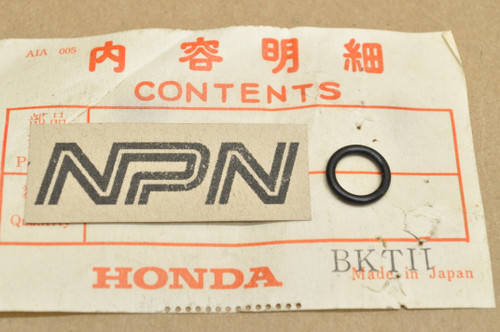 AIA 005
内容明細
CONTENTS
部品
P
NPN
Quantity
HONDA
BKTII
Made in Japan